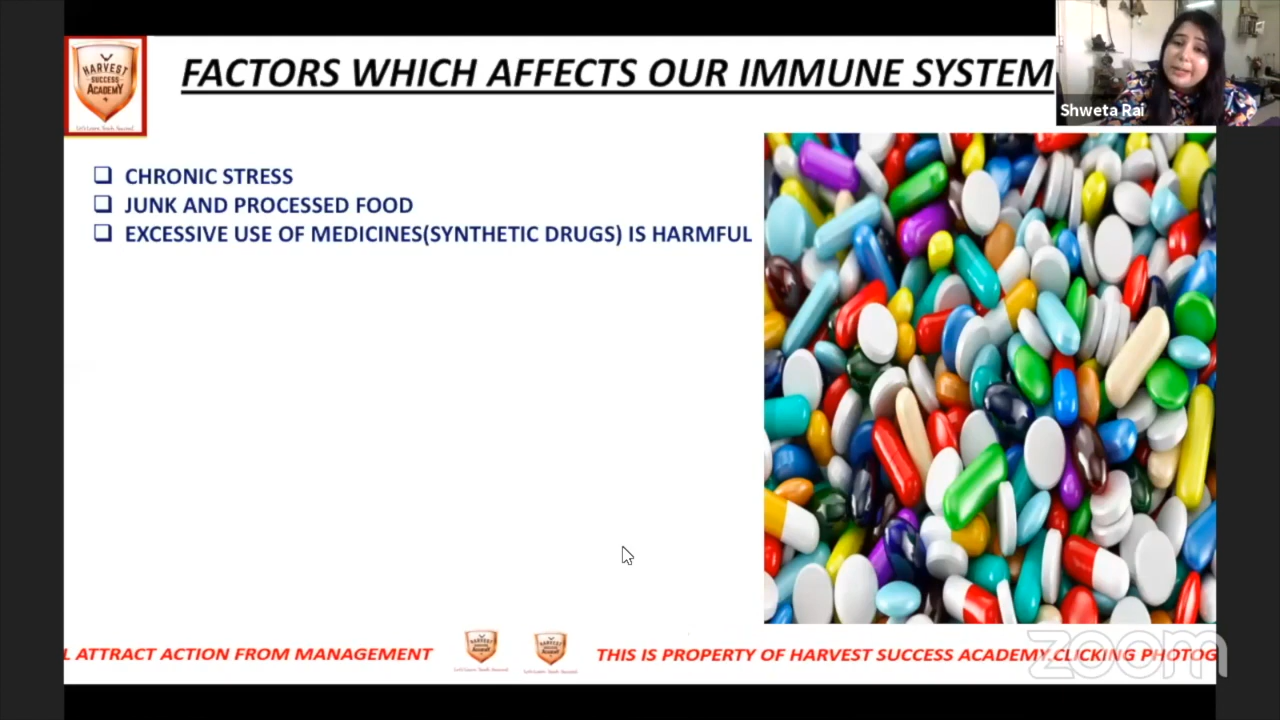 HARVEST
SUCCESS
ACADEMY
FACTORS WHICH AFFECTS OUR IMMUNE SYSTEM
Shweta Rai
❑ CHRONIC STRESS
❑ JUNK AND PROCESSED FOOD
❑ EXCESSIVE USE OF MEDICINES(SYNTHETIC DRUGS) IS HARMFUL
L ATTRACT ACTION FROM MANAGEMENT
THIS IS PROPERTY OF HARVEST SUCCESS ACADEMY.CLICKING PHOTOG
zoom